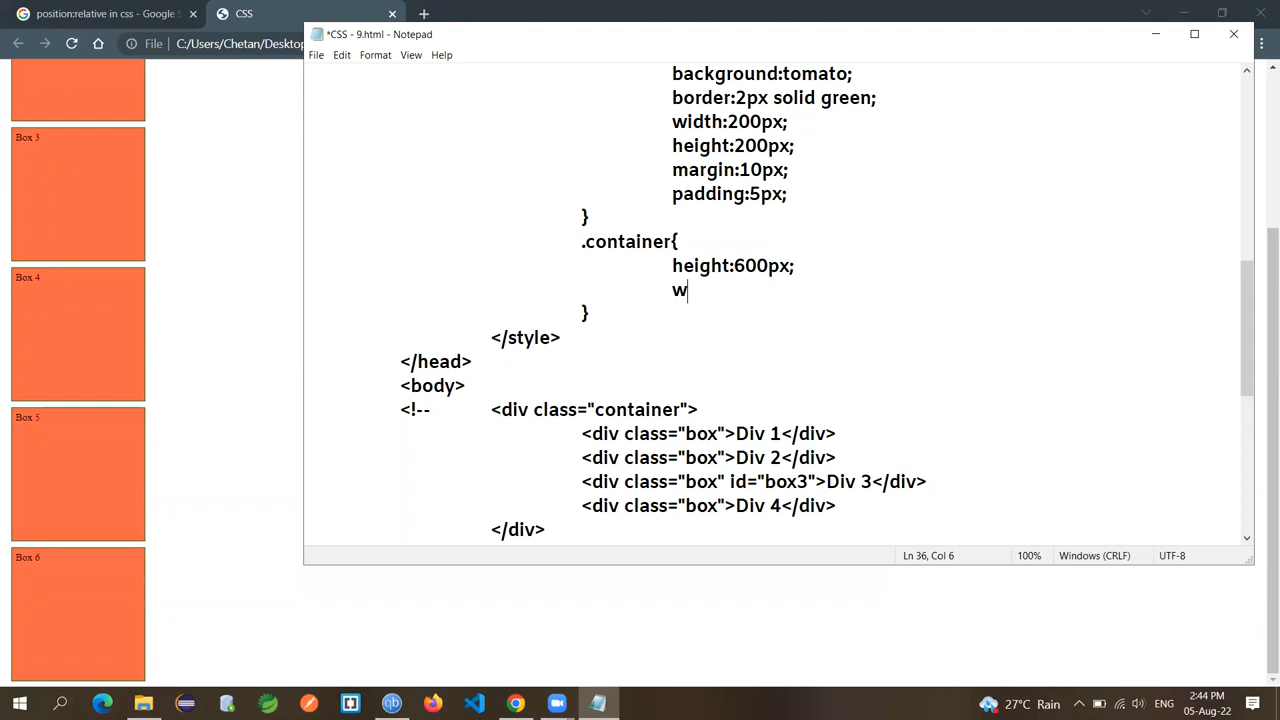 position:relative in css - Google S
CSS
*CSS - 9.html - Notepad
File
C:/Users/Chetan/Desktop
File Edit Format View Help
background:tomato;
border:2px solid green;
width:200px;
height:200px;
margin:10px;
padding:5px;
}
.container{
height:600px;
w
}
</style>
</head>
<body>
<!-- <div class="container">
<div class="box">Div 1</div>
<div class="box">Div 2</div>
<div class="box" id="box3">Div 3</div>
<div class="box">Div 4</div>
</div>
Ln 36, Col 6
100%
Windows (CRLF)
UTF-8
Box 3
Box 4
Box 5
Box 6
27°C Rain
ENG
2:44 PM
05-Aug-22